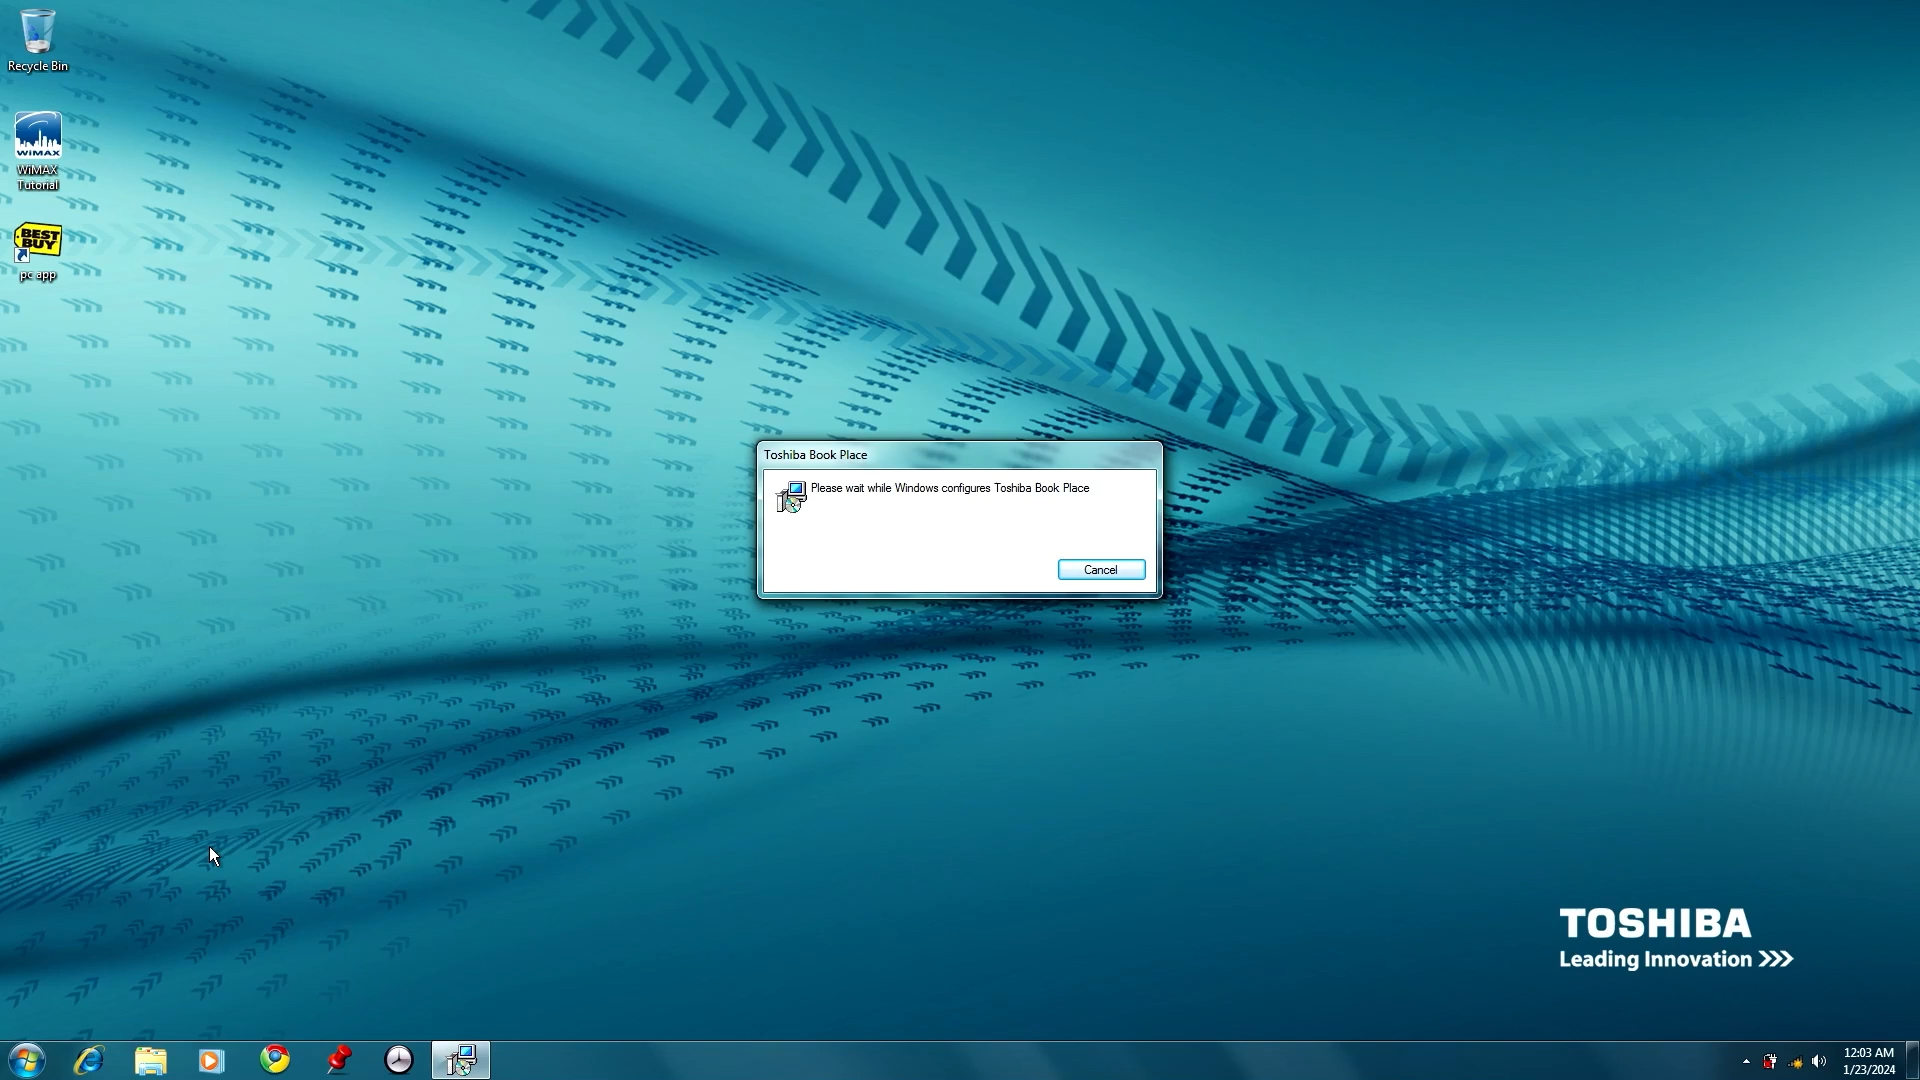 Recycle Bin
WiMAX
WiMAX
Tutorial
BEST
BUY
pc app
Toshiba Book Place
Please wait while Windows configures Toshiba Book Place
Cancel
TOSHIBA
Leading Innovation >>>
12:03 AM
1/23/2024